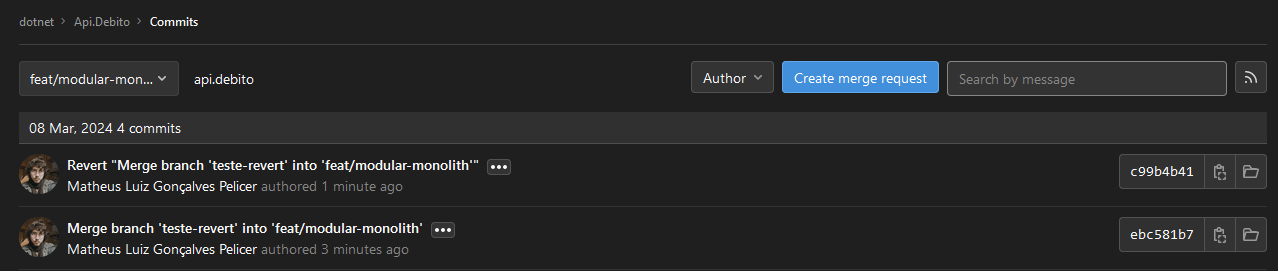 dotnet > Api.Debito > Commits
feat/modular-mon... api.debito Author Create merge request Search by message
08 Mar, 2024 4 commits
Revert "Merge branch 'teste-revert' into 'feat/modular-monolith'" •••
Matheus Luiz Gonçalves Pelicer authored 1 minute ago
c99b4b41
Merge branch 'teste-revert' into 'feat/modular-monolith' •••
Matheus Luiz Gonçalves Pelicer authored 3 minutes ago
ebc581b7